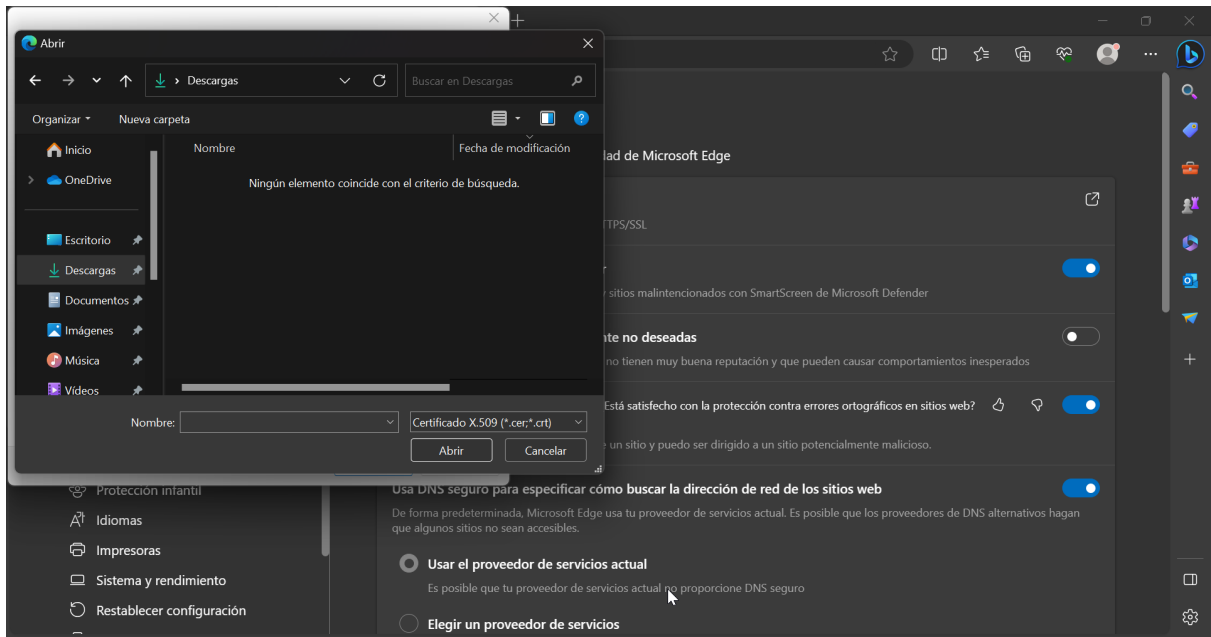 Abrir
Descargas
Buscar en Descargas
Organizar
Nueva carpeta
Inicio
OneDrive
Escritorio
Descargas
Documentos
Imágenes
Música
Vídeos
Nombre
Fecha de modificación
Ningún elemento coincide con el criterio de búsqueda.
Nombre:
Certificado X.509 (*.cer;*.crt)
Abrir
Cancelar
dad de Microsoft Edge
TTPS/SSL
r
y sitios malintencionados con SmartScreen de Microsoft Defender
nte no deseadas
no tienen muy buena reputación y que pueden causar comportamientos inesperados
Está satisfecho con la protección contra errores ortográficos en sitios web?
e un sitio y puedo ser dirigido a un sitio potencialmente malicioso.
Protección infantil
Idiomas
Impresoras
Sistema y rendimiento
Restablecer configuración
Usa DNS seguro para especificar cómo buscar la dirección de red de los sitios web
De forma predeterminada, Microsoft Edge usa tu proveedor de servicios actual. Es posible que los proveedores de DNS alternativos hagan
que algunos sitios no sean accesibles.
Usar el proveedor de servicios actual
Es posible que tu proveedor de servicios actual no proporcione DNS seguro
Elegir un proveedor de servicios